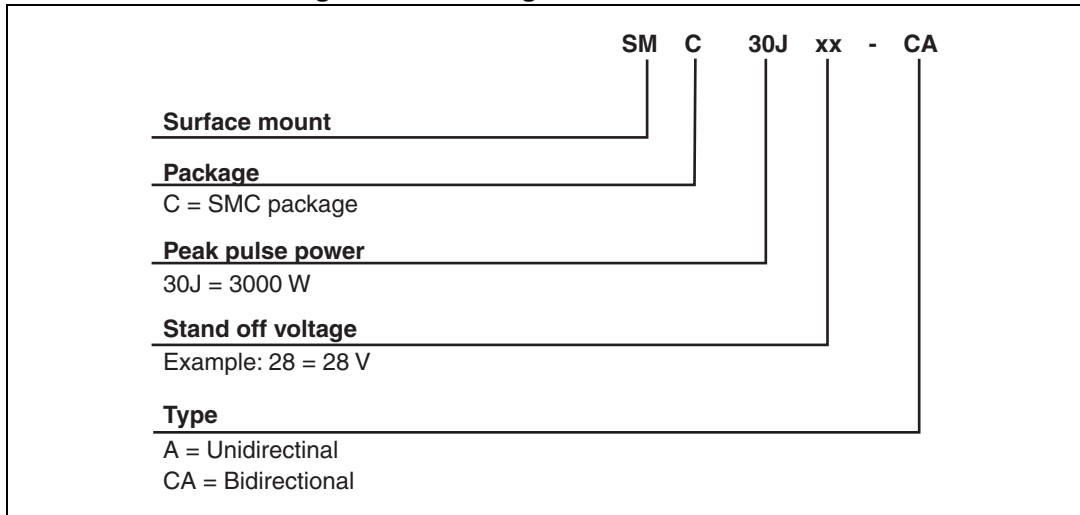 SM C 30J xx - CA
Surface mount
Package
C = SMC package
Peak pulse power
30J = 3000 W
Stand off voltage
Example: 28 = 28 V
Type
A = Unidirectinal
CA = Bidirectional